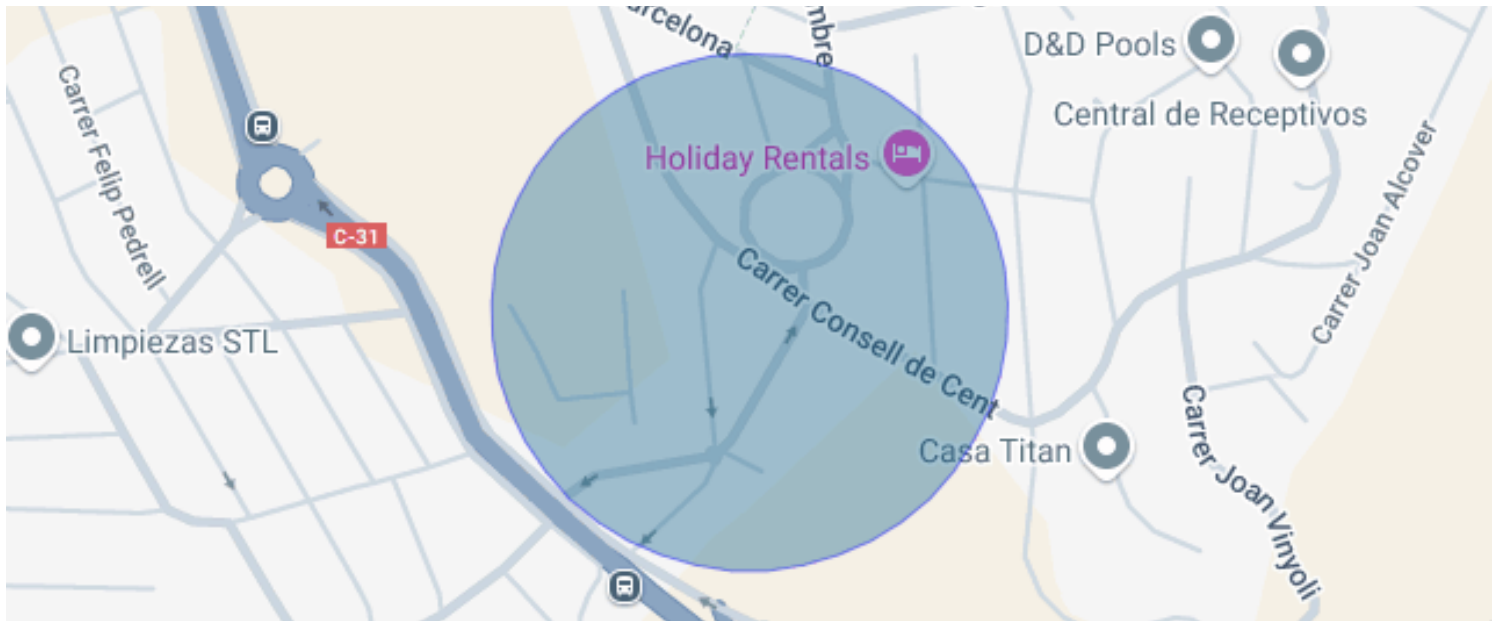 Barcelona
D&D Pools
Central de Receptivos
Carrer Felip Pedrell
Holiday Rentals
C-31
Carrer Joan Alcover
Carrer Consell de Cent
Limpiezas STL
Casa Titan
Carrer Joan Vinyoli